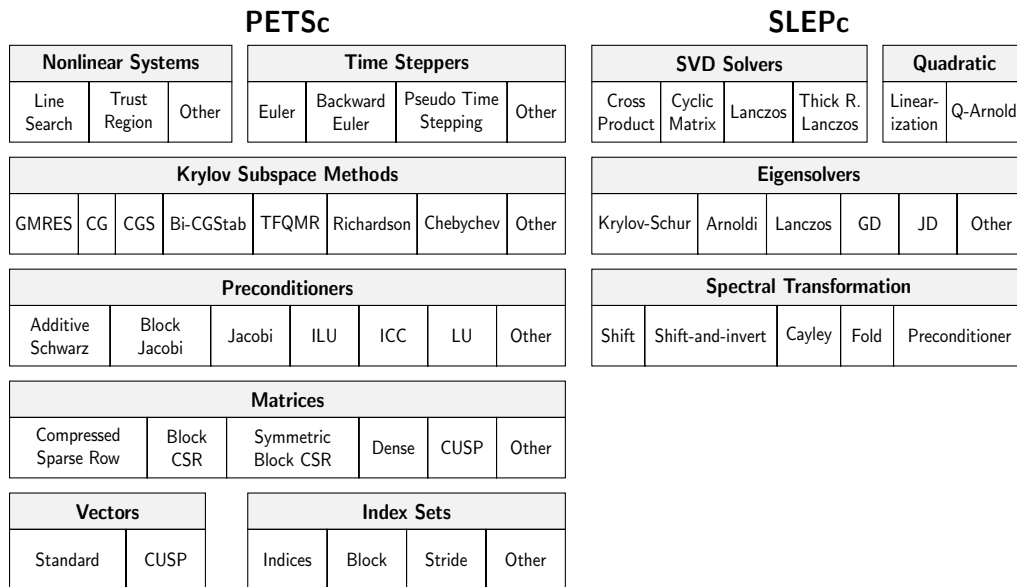 PETSc
SLEPc
Nonlinear Systems
Line
Search
Trust
Region
Other
Time Steppers
Euler
Backward
Euler
Pseudo Time
Stepping
Other
SVD Solvers
Cross
Product
Cyclic
Matrix
Lanczos
Thick R.
Lanczos
Quadratic
Linear-
ization
Q-Arnold
Krylov Subspace Methods
GMRES
CG
CGS
Bi-CGStab
TFQMR
Richardson
Chebychev
Other
Eigensolvers
Krylov-Schur
Arnoldi
Lanczos
GD
JD
Other
Preconditioners
Additive
Schwarz
Block
Jacobi
Jacobi
ILU
ICC
LU
Other
Spectral Transformation
Shift
Shift-and-invert
Cayley
Fold
Preconditioner
Matrices
Compressed
Sparse Row
Block
CSR
Symmetric
Block CSR
Dense
CUSP
Other
Vectors
Standard
CUSP
Index Sets
Indices
Block
Stride
Other